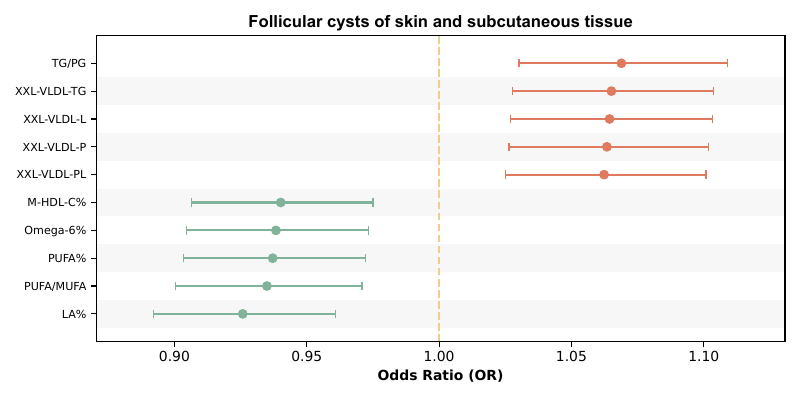 Follicular cysts of skin and subcutaneous tissue
TG/PG
XXL-VLDL-TG
XXL-VLDL-L
XXL-VLDL-P
XXL-VLDL-PL
M-HDL-C%
Omega-6%
PUFA%
PUFA/MUFA
LA%
0.90 0.95 1.00 1.05 1.10
Odds Ratio (OR)